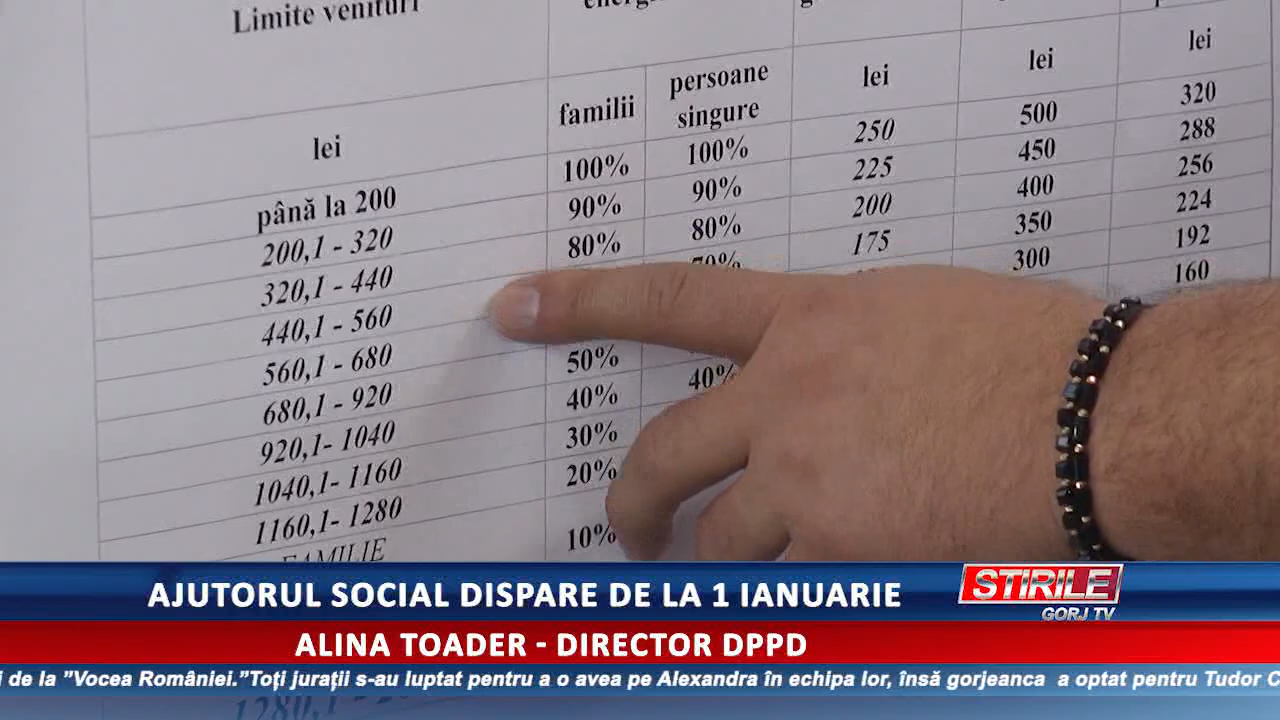 Limite venituri
lei lei lei
familii persoane singure
lei
100% 100% 250 500 320
până la 200 90% 90% 225 450 288
200,1 - 320 80% 80% 200 400 256
320,1 - 440 70% 175 350 224
440,1 - 560 300 192
560,1 - 680 50% 160
680,1 - 920 40% 40%
920,1- 1040 30%
1040,1- 1160 20%
1160,1- 1280 10%
FAMILIE
AJUTORUL SOCIAL DISPARE DE LA 1 IANUARIE
STIRILE
GORJ TV
ALINA TOADER - DIRECTOR DPPD
de la ”Vocea României.”Toți jurații s-au luptat pentru a o avea pe Alexandra în echipa lor, însă gorjeanca a optat pentru Tudor